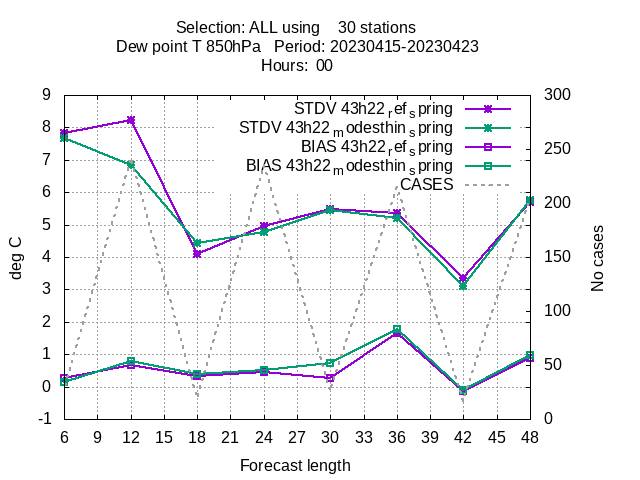 Selection: ALL using 30 stations
Dew point T 850hPa Period: 20230415-20230423
Hours: 00
STDV 43h22_ref_spring
STDV 43h22_modesthin_spring
BIAS 43h22_ref_spring
BIAS 43h22_modesthin_spring
CASES
9
8
7
6
5
4
3
2
1
0
-1
deg C
300
250
200
150
100
50
0
No cases
6 9 12 15 18 21 24 27 30 33 36 39 42 45 48
Forecast length